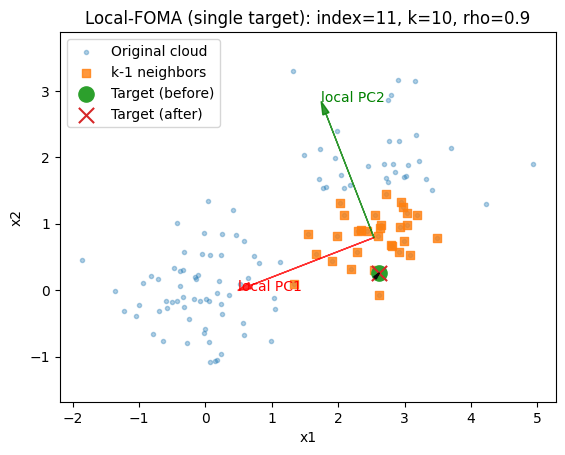 Local-FOMA (single target): index=11, k=10, rho=0.9
Original cloud
k-1 neighbors
Target (before)
Target (after)
local PC2
local PC1
3
2
1
0
−1
x2
−2
−1
0
1
2
3
4
5
x1